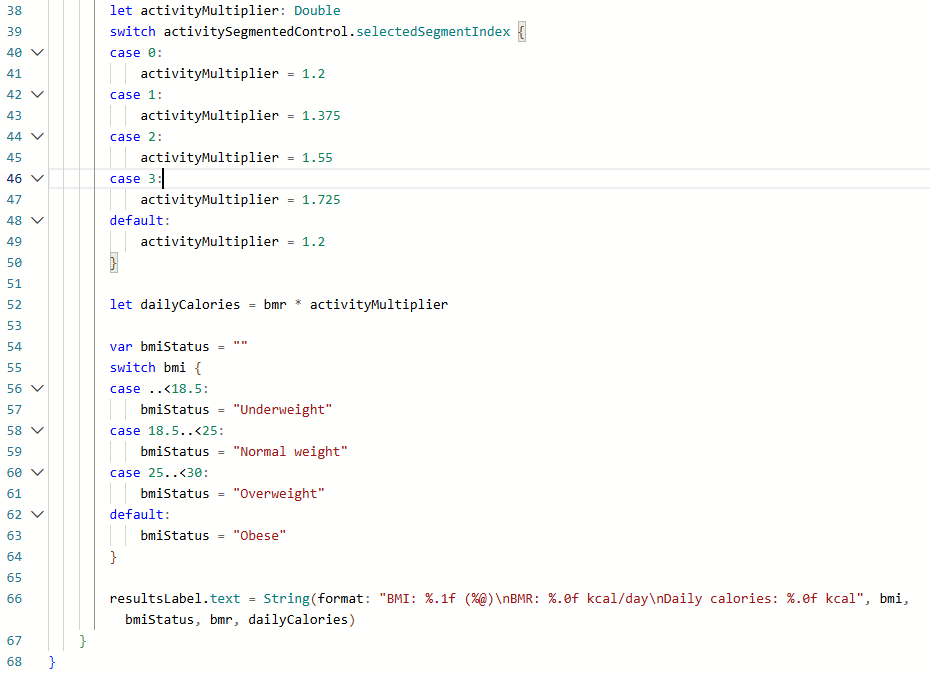 38 let activityMultiplier: Double
39 switch activitySegmentedControl.selectedSegmentIndex {
40 case 0:
41 activityMultiplier = 1.2
42 case 1:
43 activityMultiplier = 1.375
44 case 2:
45 activityMultiplier = 1.55
46 case 3:
47 activityMultiplier = 1.725
48 default:
49 activityMultiplier = 1.2
50 }
51
52 let dailyCalories = bmr * activityMultiplier
53
54 var bmiStatus = ""
55 switch bmi {
56 case ..<18.5:
57 bmiStatus = "Underweight"
58 case 18.5..<25:
59 bmiStatus = "Normal weight"
60 case 25..<30:
61 bmiStatus = "Overweight"
62 default:
63 bmiStatus = "Obese"
64 }
65
66 resultsLabel.text = String(format: "BMI: %.1f (%@)\nBMR: %.0f kcal/day\nDaily calories: %.0f kcal", bmi,
bmiStatus, bmr, dailyCalories)
67 }
68 }